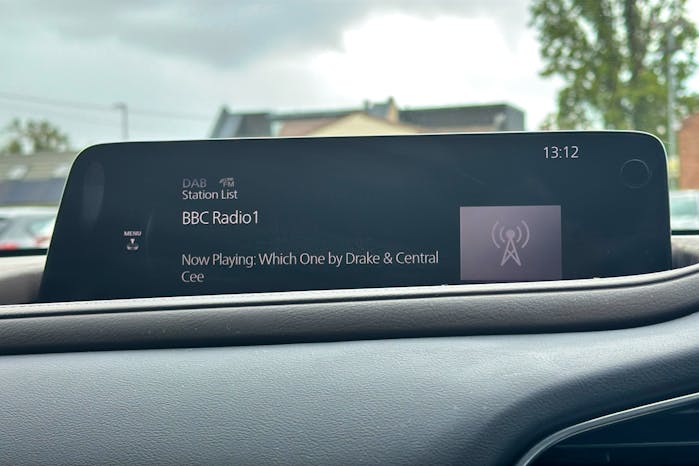 13:12
DAB FM
Station List
BBC Radio1
MENU
Now Playing: Which One by Drake & Central
Cee